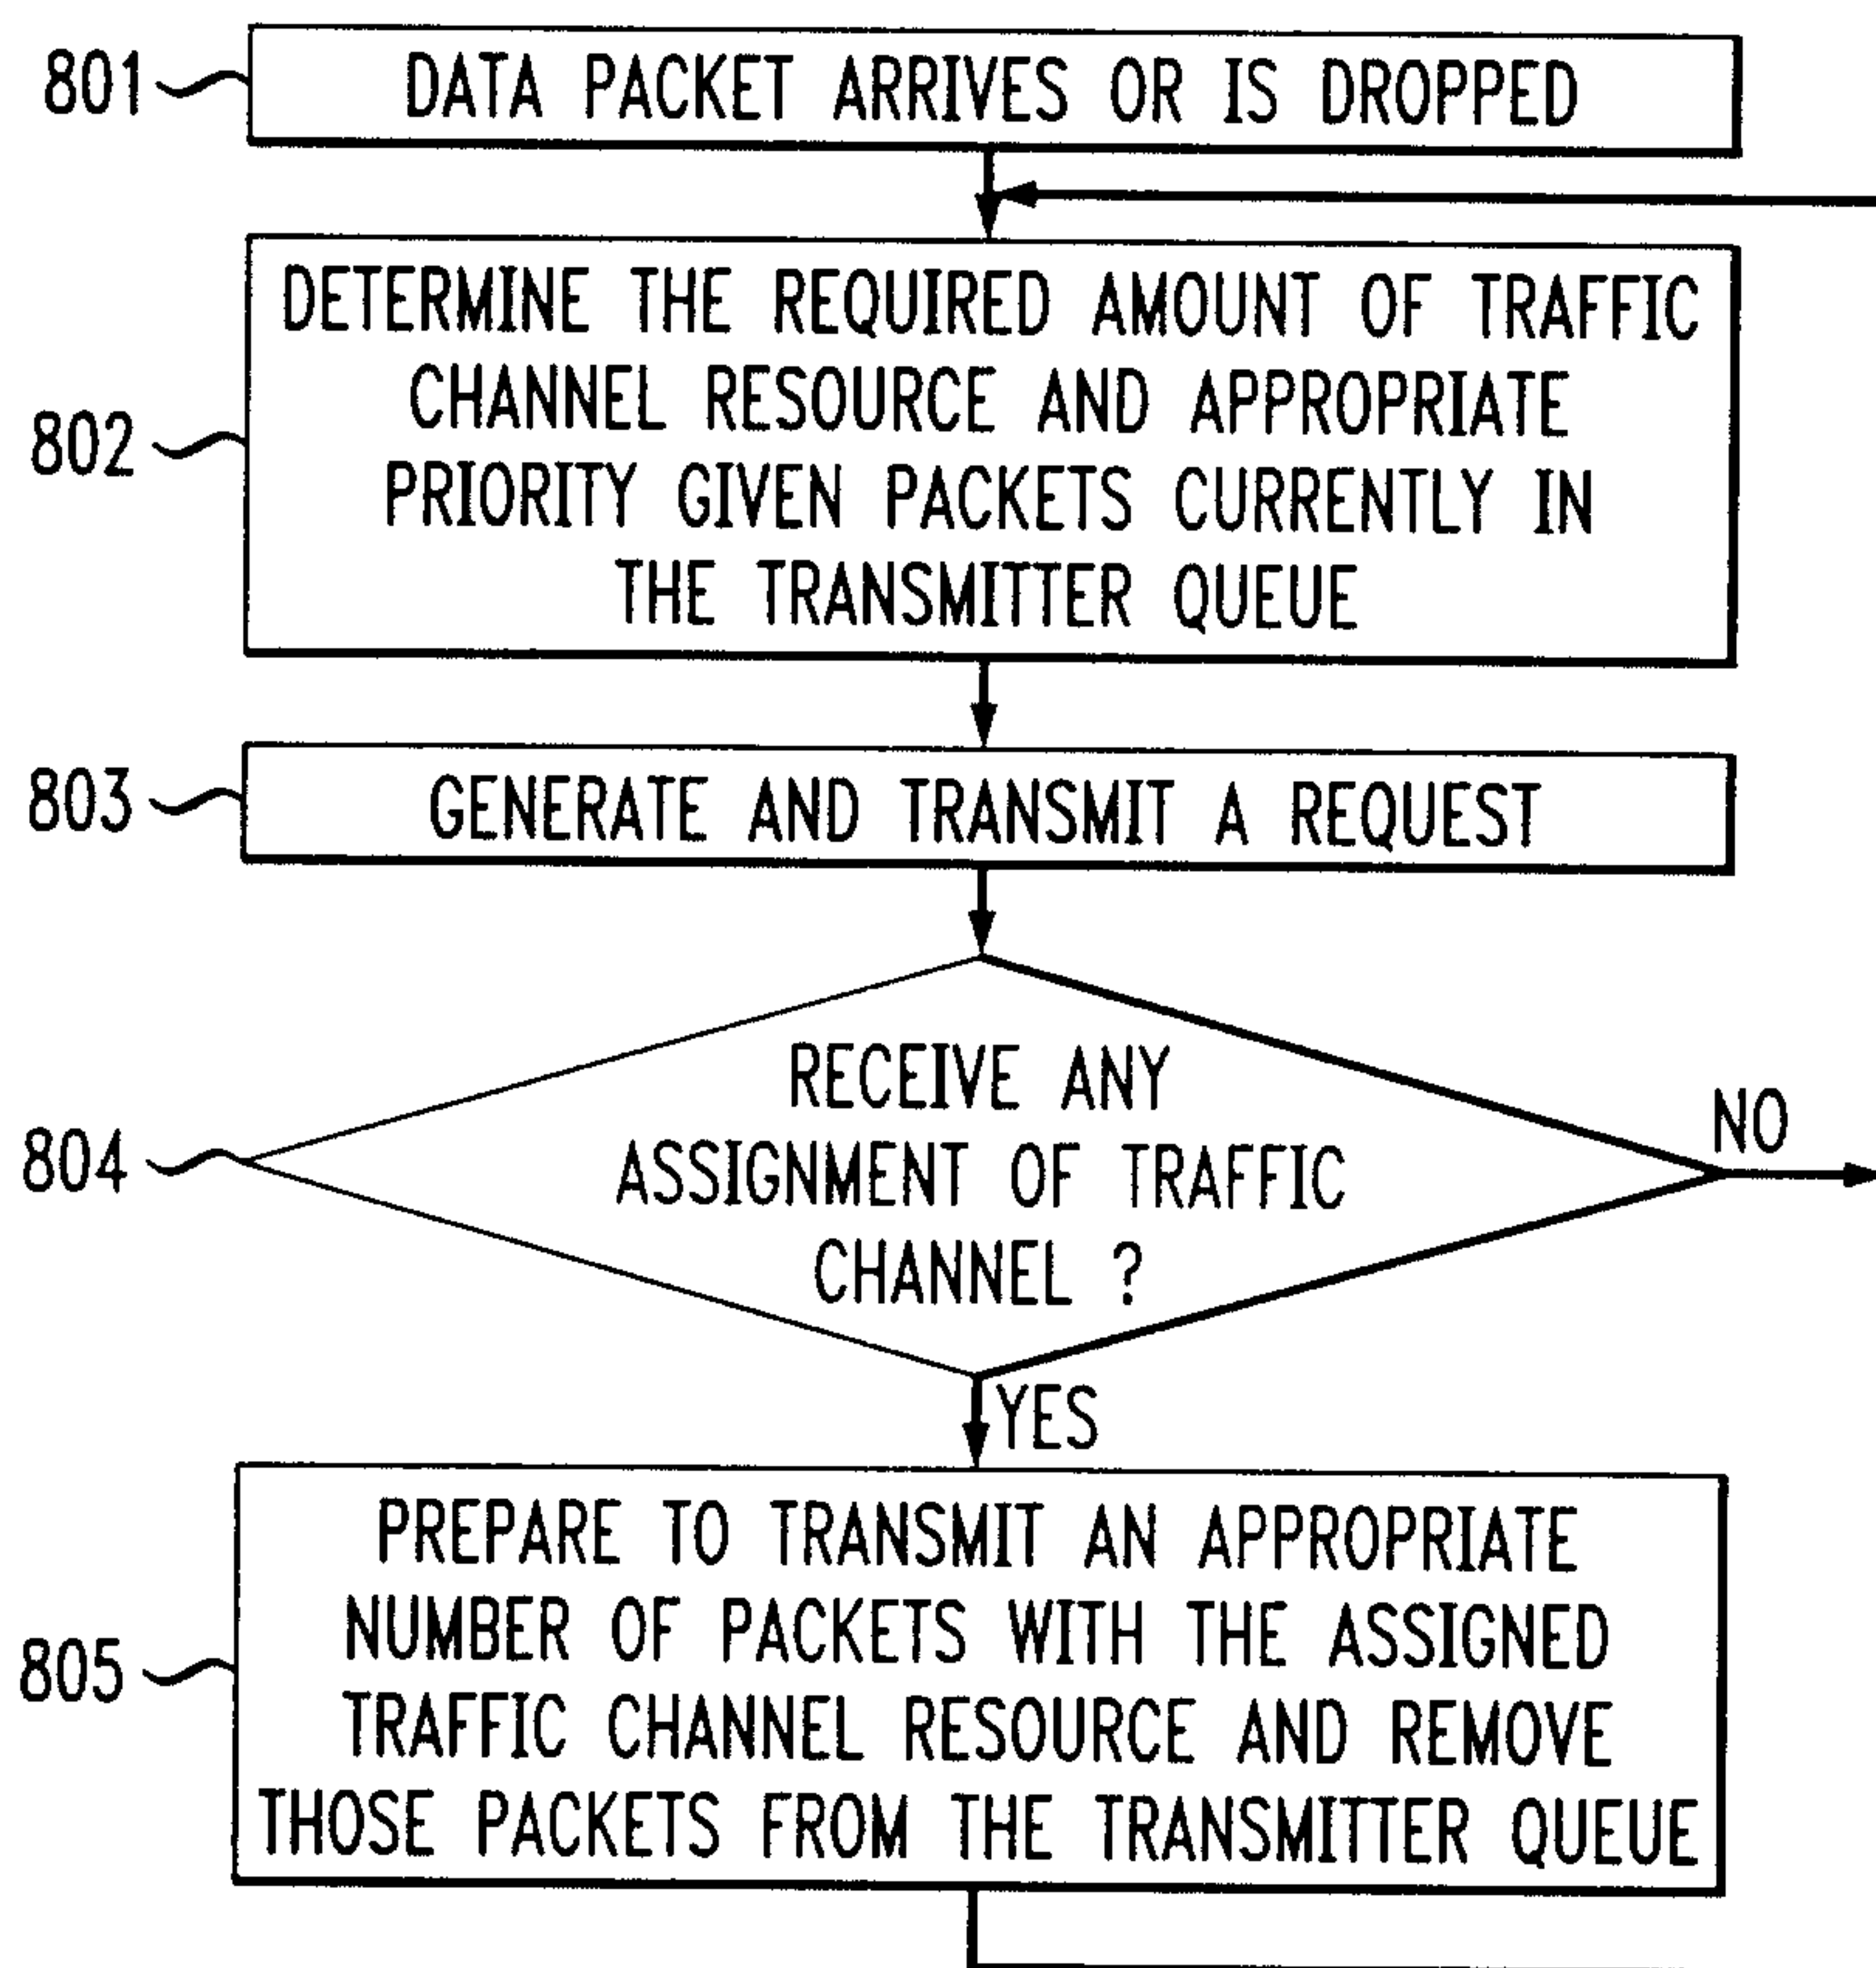 801
DATA PACKET ARRIVES OR IS DROPPED
802
DETERMINE THE REQUIRED AMOUNT OF TRAFFIC
CHANNEL RESOURCE AND APPROPRIATE
PRIORITY GIVEN PACKETS CURRENTLY IN
THE TRANSMITTER QUEUE
803
GENERATE AND TRANSMIT A REQUEST
804
RECEIVE ANY
ASSIGNMENT OF TRAFFIC
CHANNEL ?
NO
YES
805
PREPARE TO TRANSMIT AN APPROPRIATE
NUMBER OF PACKETS WITH THE ASSIGNED
TRAFFIC CHANNEL RESOURCE AND REMOVE
THOSE PACKETS FROM THE TRANSMITTER QUEUE